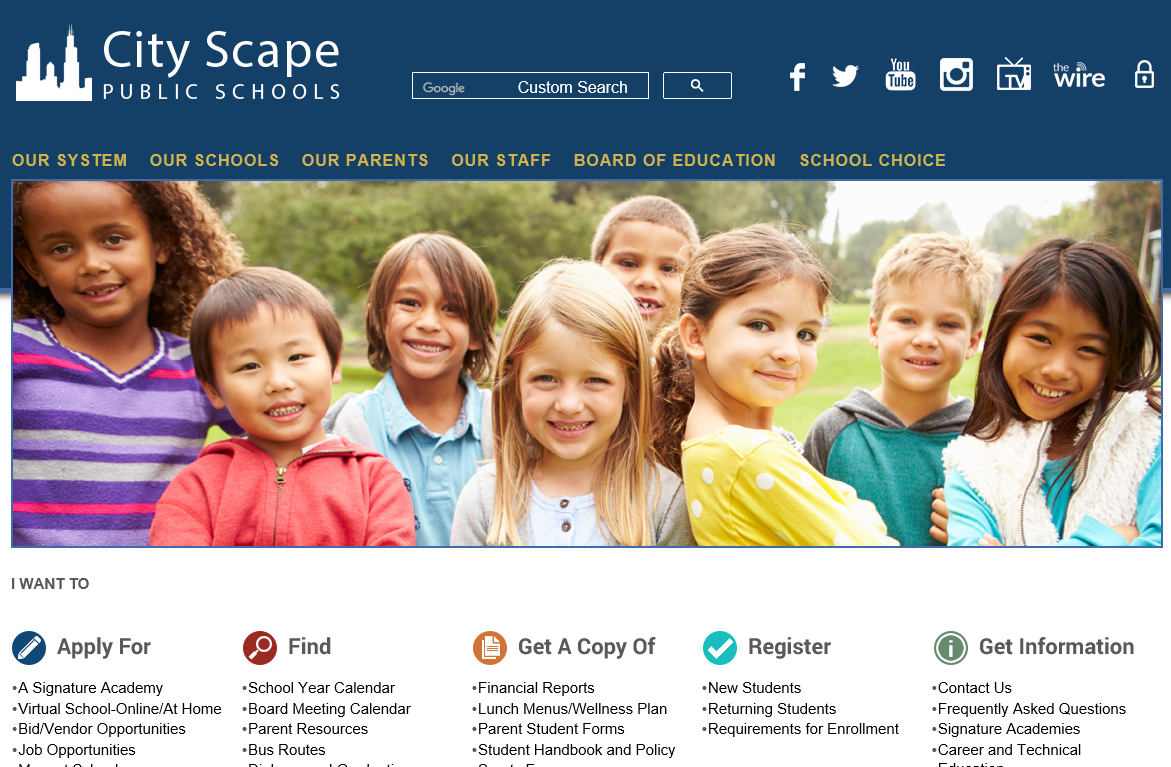 City Scape
PUBLIC SCHOOLS
Google Custom Search
You
Tube
TV
the
wire
OUR SYSTEM OUR SCHOOLS OUR PARENTS OUR STAFF BOARD OF EDUCATION SCHOOL CHOICE
I WANT TO
Apply For
•A Signature Academy
•Virtual School-Online/At Home
•Bid/Vendor Opportunities
•Job Opportunities
Find
•School Year Calendar
•Board Meeting Calendar
•Parent Resources
•Bus Routes
Get A Copy Of
•Financial Reports
•Lunch Menus/Wellness Plan
•Parent Student Forms
•Student Handbook and Policy
Register
•New Students
•Returning Students
•Requirements for Enrollment
Get Information
•Contact Us
•Frequently Asked Questions
•Signature Academies
•Career and Technical
Education